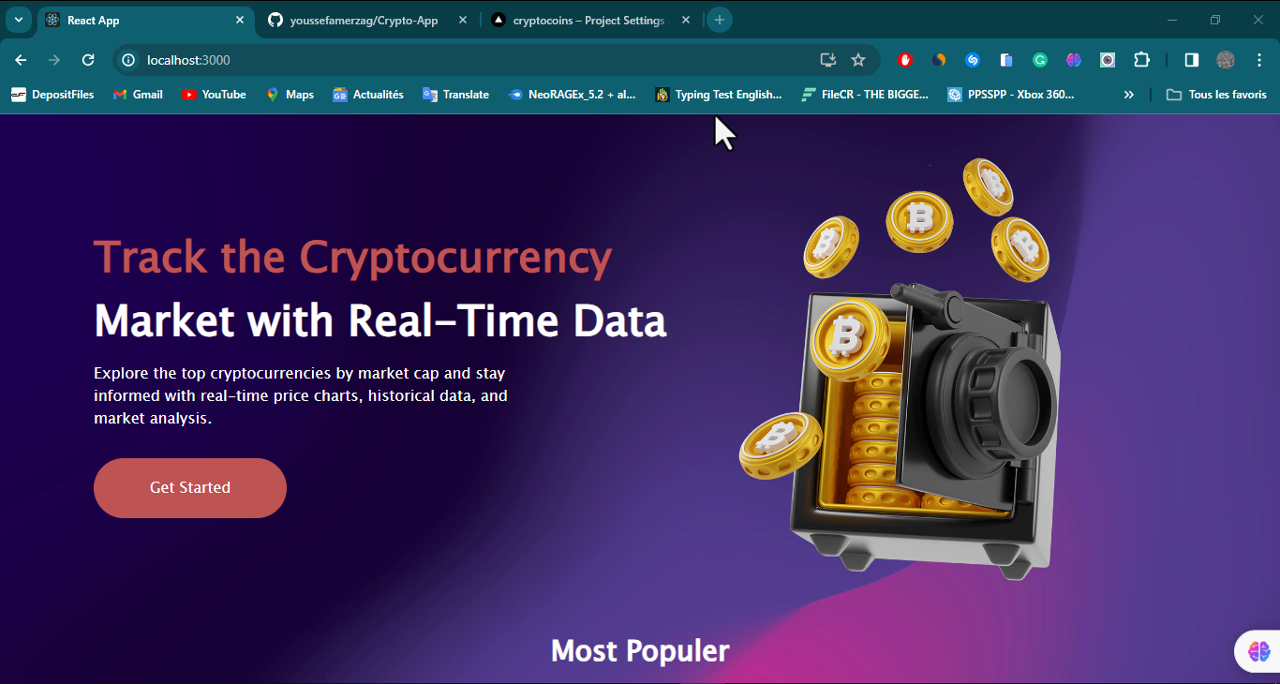 React App
youssefamerzag/Crypto-App
cryptocoins – Project Settings
localhost:3000
DepositFiles
Gmail
YouTube
Maps
Actualités
Translate
NeoRAGEx_5.2 + al...
Typing Test English...
FileCR - THE BIGGE...
PPSSPP - Xbox 360...
Tous les favoris
Track the Cryptocurrency
Market with Real-Time Data
Explore the top cryptocurrencies by market cap and stay
informed with real-time price charts, historical data, and
market analysis.
Get Started
Most Populer